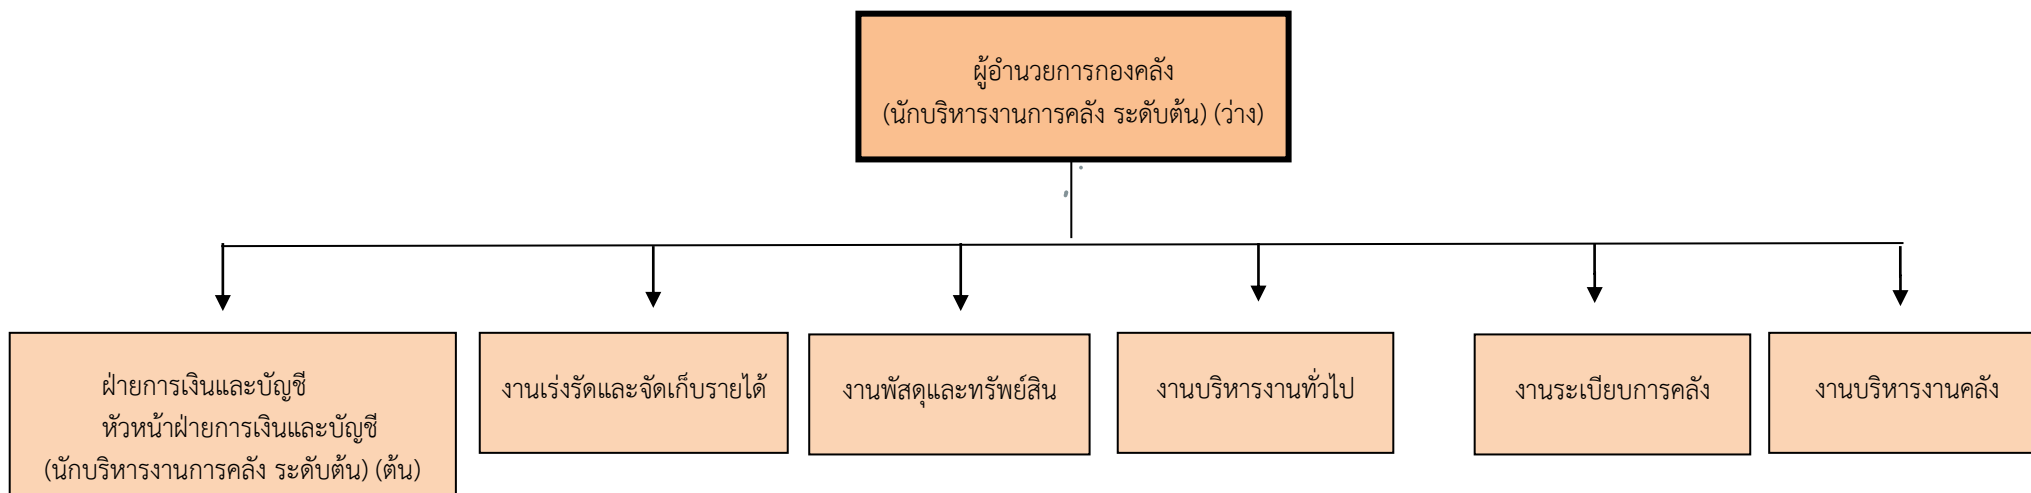 ผู้อำนวยการกองคลัง
(นักบริหารงานการคลัง ระดับต้น) (ว่าง)
ฝ่ายการเงินและบัญชี
หัวหน้าฝ่ายการเงินและบัญชี
(นักบริหารงานการคลัง ระดับต้น) (ต้น)
งานเร่งรัดและจัดเก็บรายได้
งานพัสดุและทรัพย์สิน
งานบริหารงานทั่วไป
งานระเบียบการคลัง
งานบริหารงานคลัง